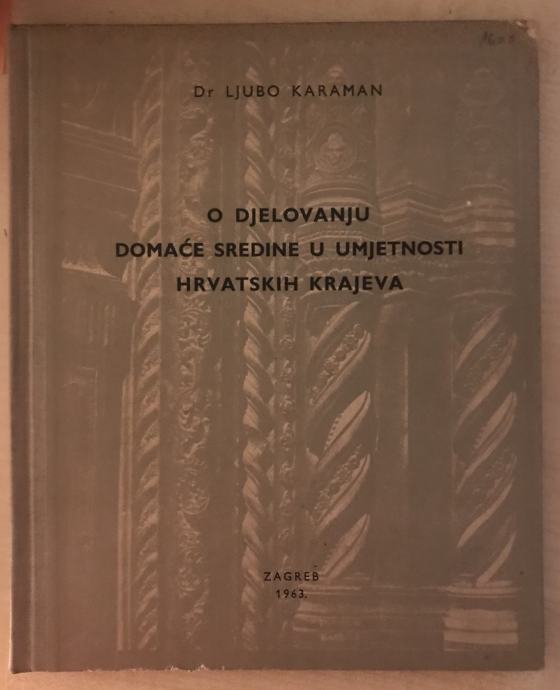 Dr LJUBO KARAMAN
O DJELOVANJU
DOMAĆE SREDINE U UMJETNOSTI
HRVATSKIH KRAJEVA
ZAGREB
1963.